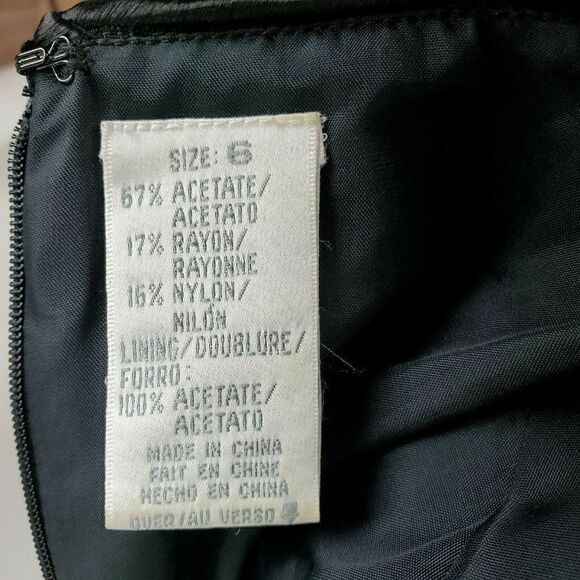 SIZE: 6
67% ACETATE/
ACETATO
17% RAYON/
RAYONNE
16% NYLON/
NILÓN
LINING/DOUBLURE/
FORRO:
100% ACETATE/
ACETATO
MADE IN CHINA
FAIT EN CHINE
HECHO EN CHINA
OVER/AU VERSO